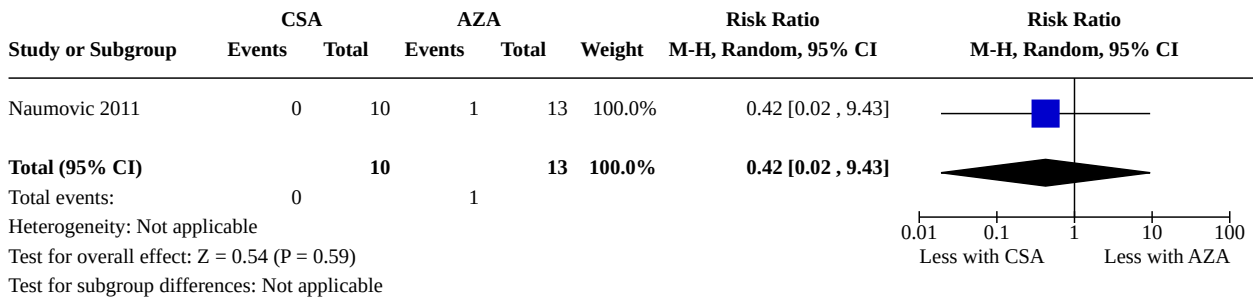 CSA AZA Risk Ratio Risk Ratio
Study or Subgroup Events Total Events Total Weight M-H, Random, 95% CI M-H, Random, 95% CI
Naumovic 2011 0 10 1 13 100.0% 0.42 [0.02 , 9.43]
Total (95% CI) 10 13 100.0% 0.42 [0.02 , 9.43]
Total events: 0 1
Heterogeneity: Not applicable
Test for overall effect: Z = 0.54 (P = 0.59)
Test for subgroup differences: Not applicable
0.01 0.1 1 10 100
Less with CSA Less with AZA